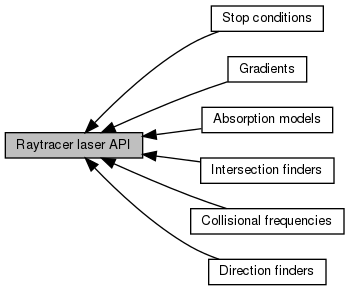 Stop conditions
Gradients
Absorption models
Raytracer laser API
Intersection finders
Collisional frequencies
Direction finders